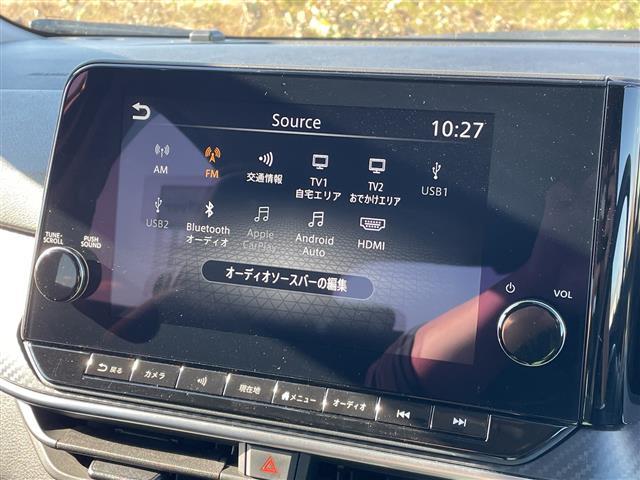 Source
10:27
AM
FM
交通情報
TV1
自宅エリア
TV2
おでかけエリア
USB1
USB2
Bluetooth
オーディオ
Apple
CarPlay
Android
Auto
HDMI
オーディオソースバーの編集
TUNE・
SCROLL
PUSH
SOUND
VOL
戻る
カメラ
現在地
メニュー
オーディオ